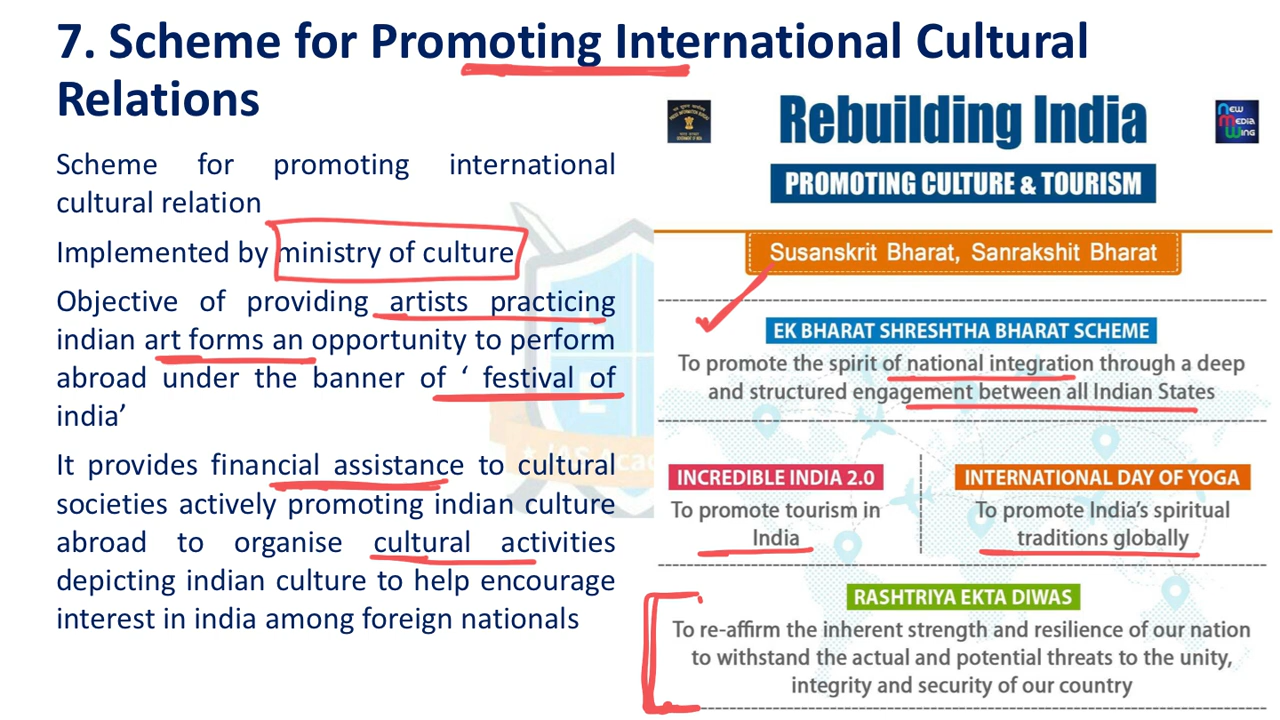 7. Scheme for Promoting International Cultural
Relations
Scheme for promoting international
cultural relation
Implemented by ministry of culture
Objective of providing artists practicing
indian art forms an opportunity to perform
abroad under the banner of ‘ festival of
india’
It provides financial assistance to cultural
societies actively promoting indian culture
abroad to organise cultural activities
depicting indian culture to help encourage
interest in india among foreign nationals
Rebuilding India
NEW
MEDIA
WING
PROMOTING CULTURE & TOURISM
Susanskrit Bharat, Sanrakshit Bharat
EK BHARAT SHRESHTHA BHARAT SCHEME
To promote the spirit of national integration through a deep
and structured engagement between all Indian States
INCREDIBLE INDIA 2.0
To promote tourism in
India
INTERNATIONAL DAY OF YOGA
To promote India’s spiritual
traditions globally
RASHTRIYA EKTA DIWAS
To re-affirm the inherent strength and resilience of our nation
to withstand the actual and potential threats to the unity,
integrity and security of our country